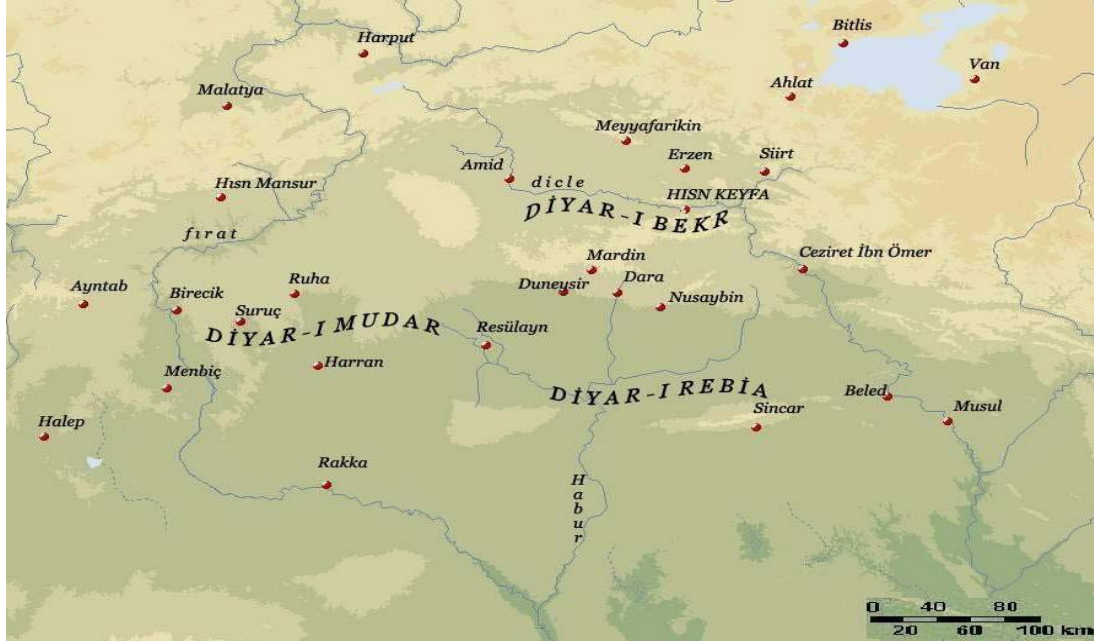 Bitlis
Harput
Van
Ahlat
Malatya
Meyyafarikin
Erzen
Siirt
Amid
dicle
Hısn Mansur
HISN KEYFA
DİYAR-I BEKR
fırat
Mardin
Ceziret İbn Ömer
Ruha
Duneysir
Dara
Ayntab
Birecik
Nusaybin
Suruç
DİYAR-I MUDAR
Resülayn
Harran
Menbiç
DİYAR-I REBİA
Beled
Sincar
Musul
Halep
Rakka
Habur
0 40 80
20 60 100 km